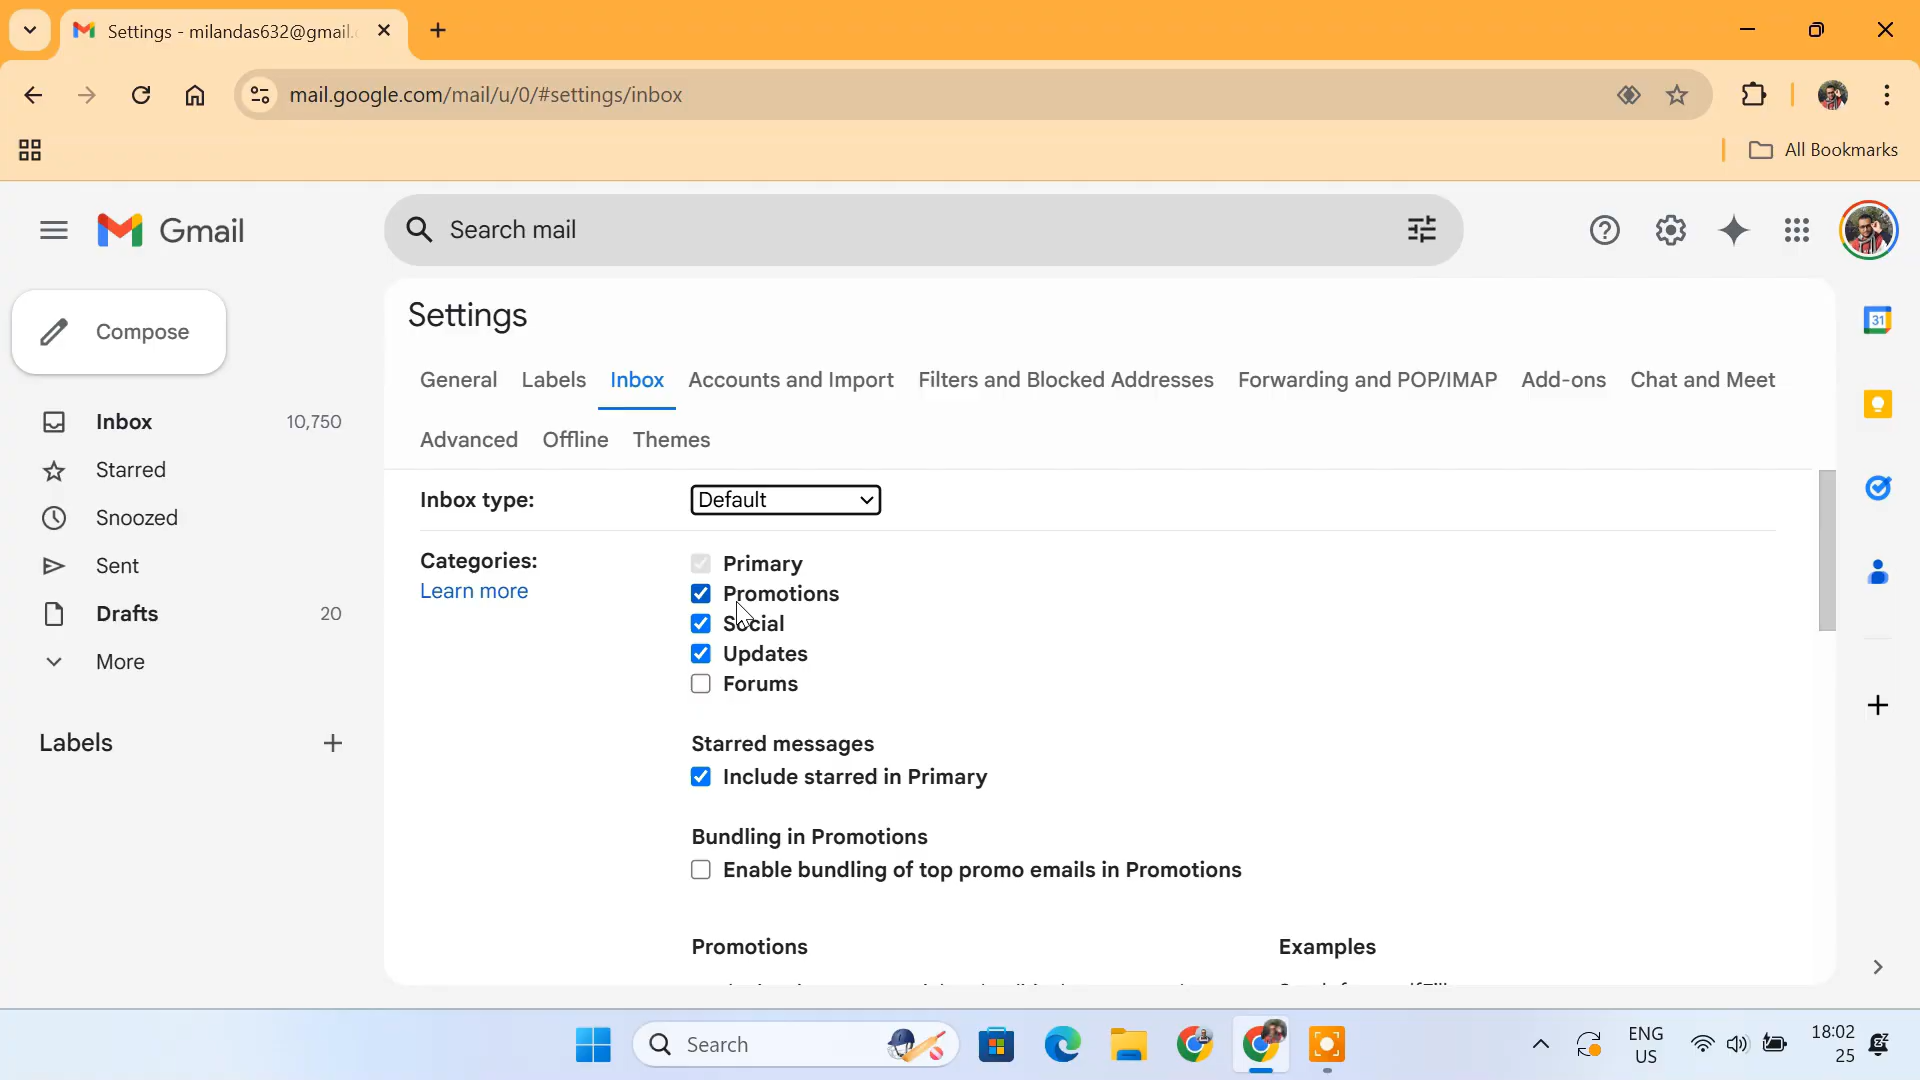 Settings - milandas632@gmail.
mail.google.com/mail/u/0/#settings/inbox
All Bookmarks
Gmail
Search mail
Compose
Inbox 10,750
Starred
Snoozed
Sent
Drafts 20
More
Labels
Settings
General Labels Inbox Accounts and Import Filters and Blocked Addresses Forwarding and POP/IMAP Add-ons Chat and Meet
Advanced Offline Themes
Inbox type: Default
Categories:
Learn more
Primary
Promotions
Social
Updates
Forums
Starred messages
Include starred in Primary
Bundling in Promotions
Enable bundling of top promo emails in Promotions
Promotions Examples
31
Search
ENG
US
18:02
25